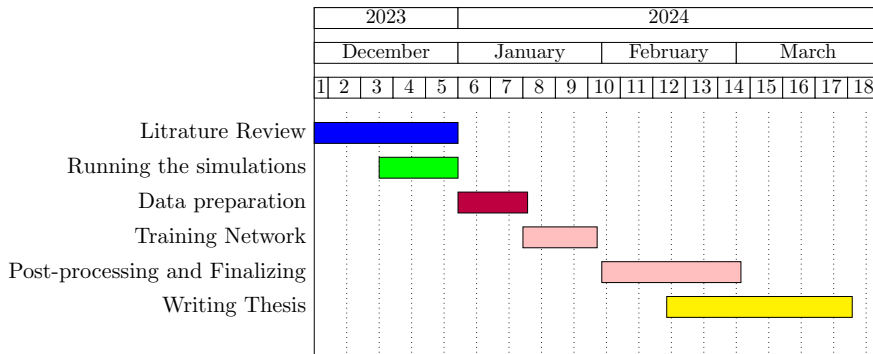 2023 2024
December January February March
1 2 3 4 5 6 7 8 9 10 11 12 13 14 15 16 17 18
Litrature Review
Running the simulations
Data preparation
Training Network
Post-processing and Finalizing
Writing Thesis